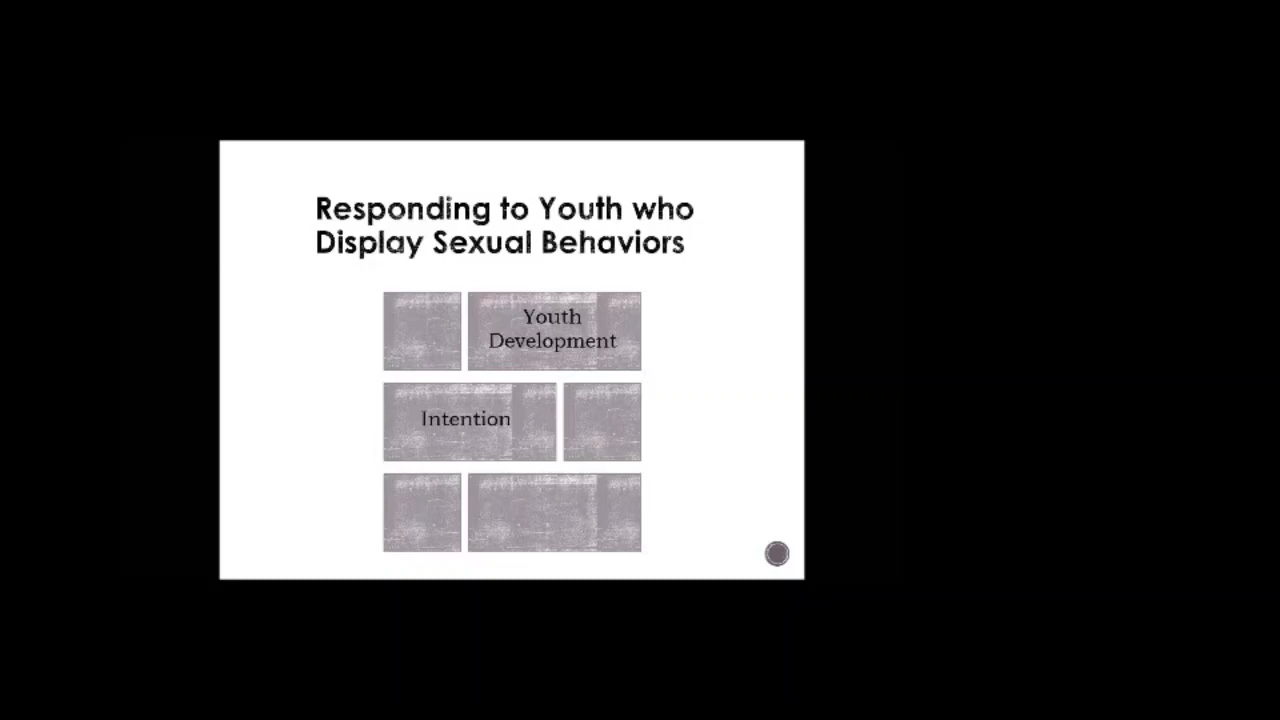 Responding to Youth who
Display Sexual Behaviors
Youth
Development
Intention